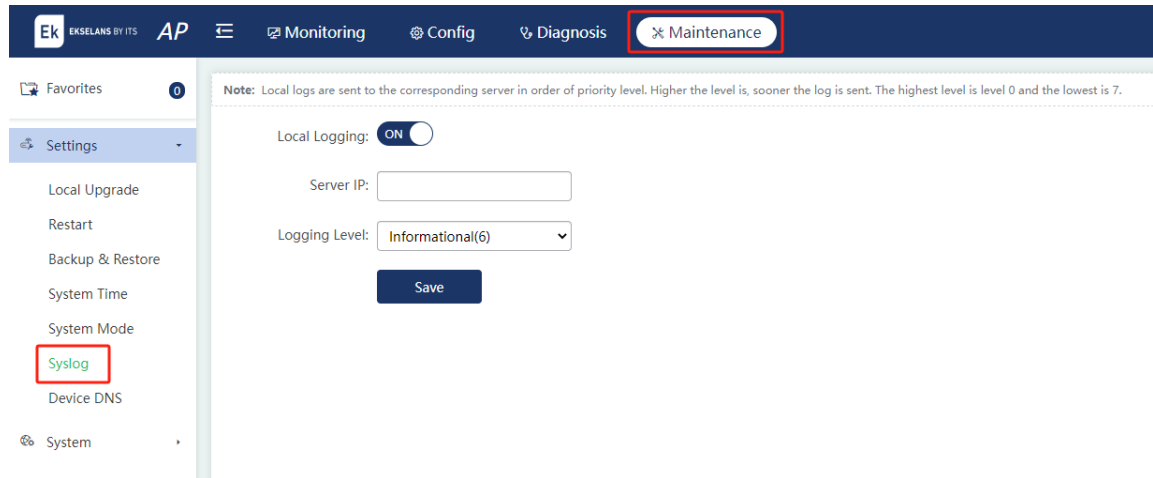 Ek EKSELANS BY ITS AP Monitoring Config Diagnosis Maintenance
Favorites 0
Note: Local logs are sent to the corresponding server in order of priority level. Higher the level is, sooner the log is sent. The highest level is level 0 and the lowest is 7.
Settings
Local Upgrade
Restart
Backup & Restore
System Time
System Mode
Syslog
Device DNS
System
Local Logging: ON
Server IP:
Logging Level: Informational(6)
Save